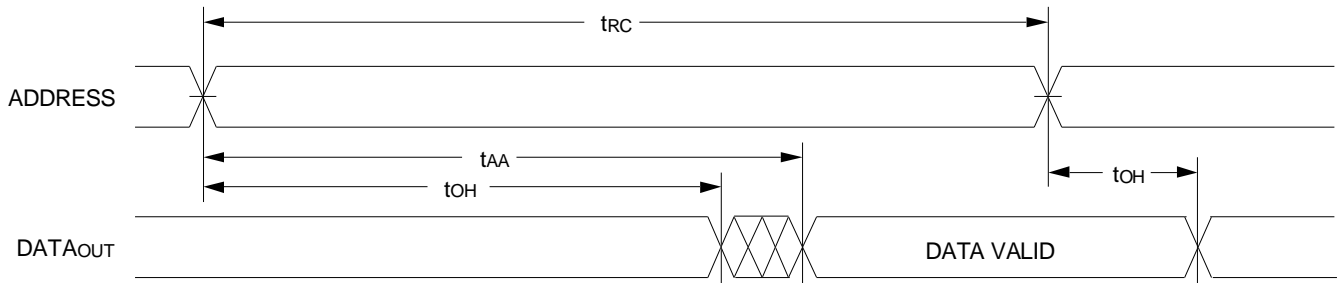 tRC
ADDRESS
tAA
tOH
tOH
DATAOUT
DATA VALID